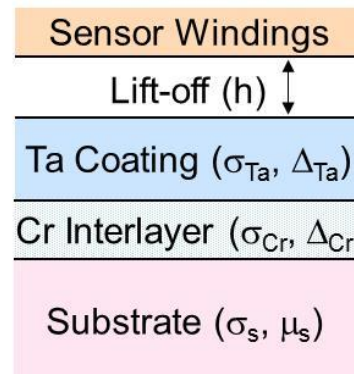 Sensor Windings
Lift-off (h)
Ta Coating (σTa, ΔTa)
Cr Interlayer (σCr, ΔCr
Substrate (σs, μs)